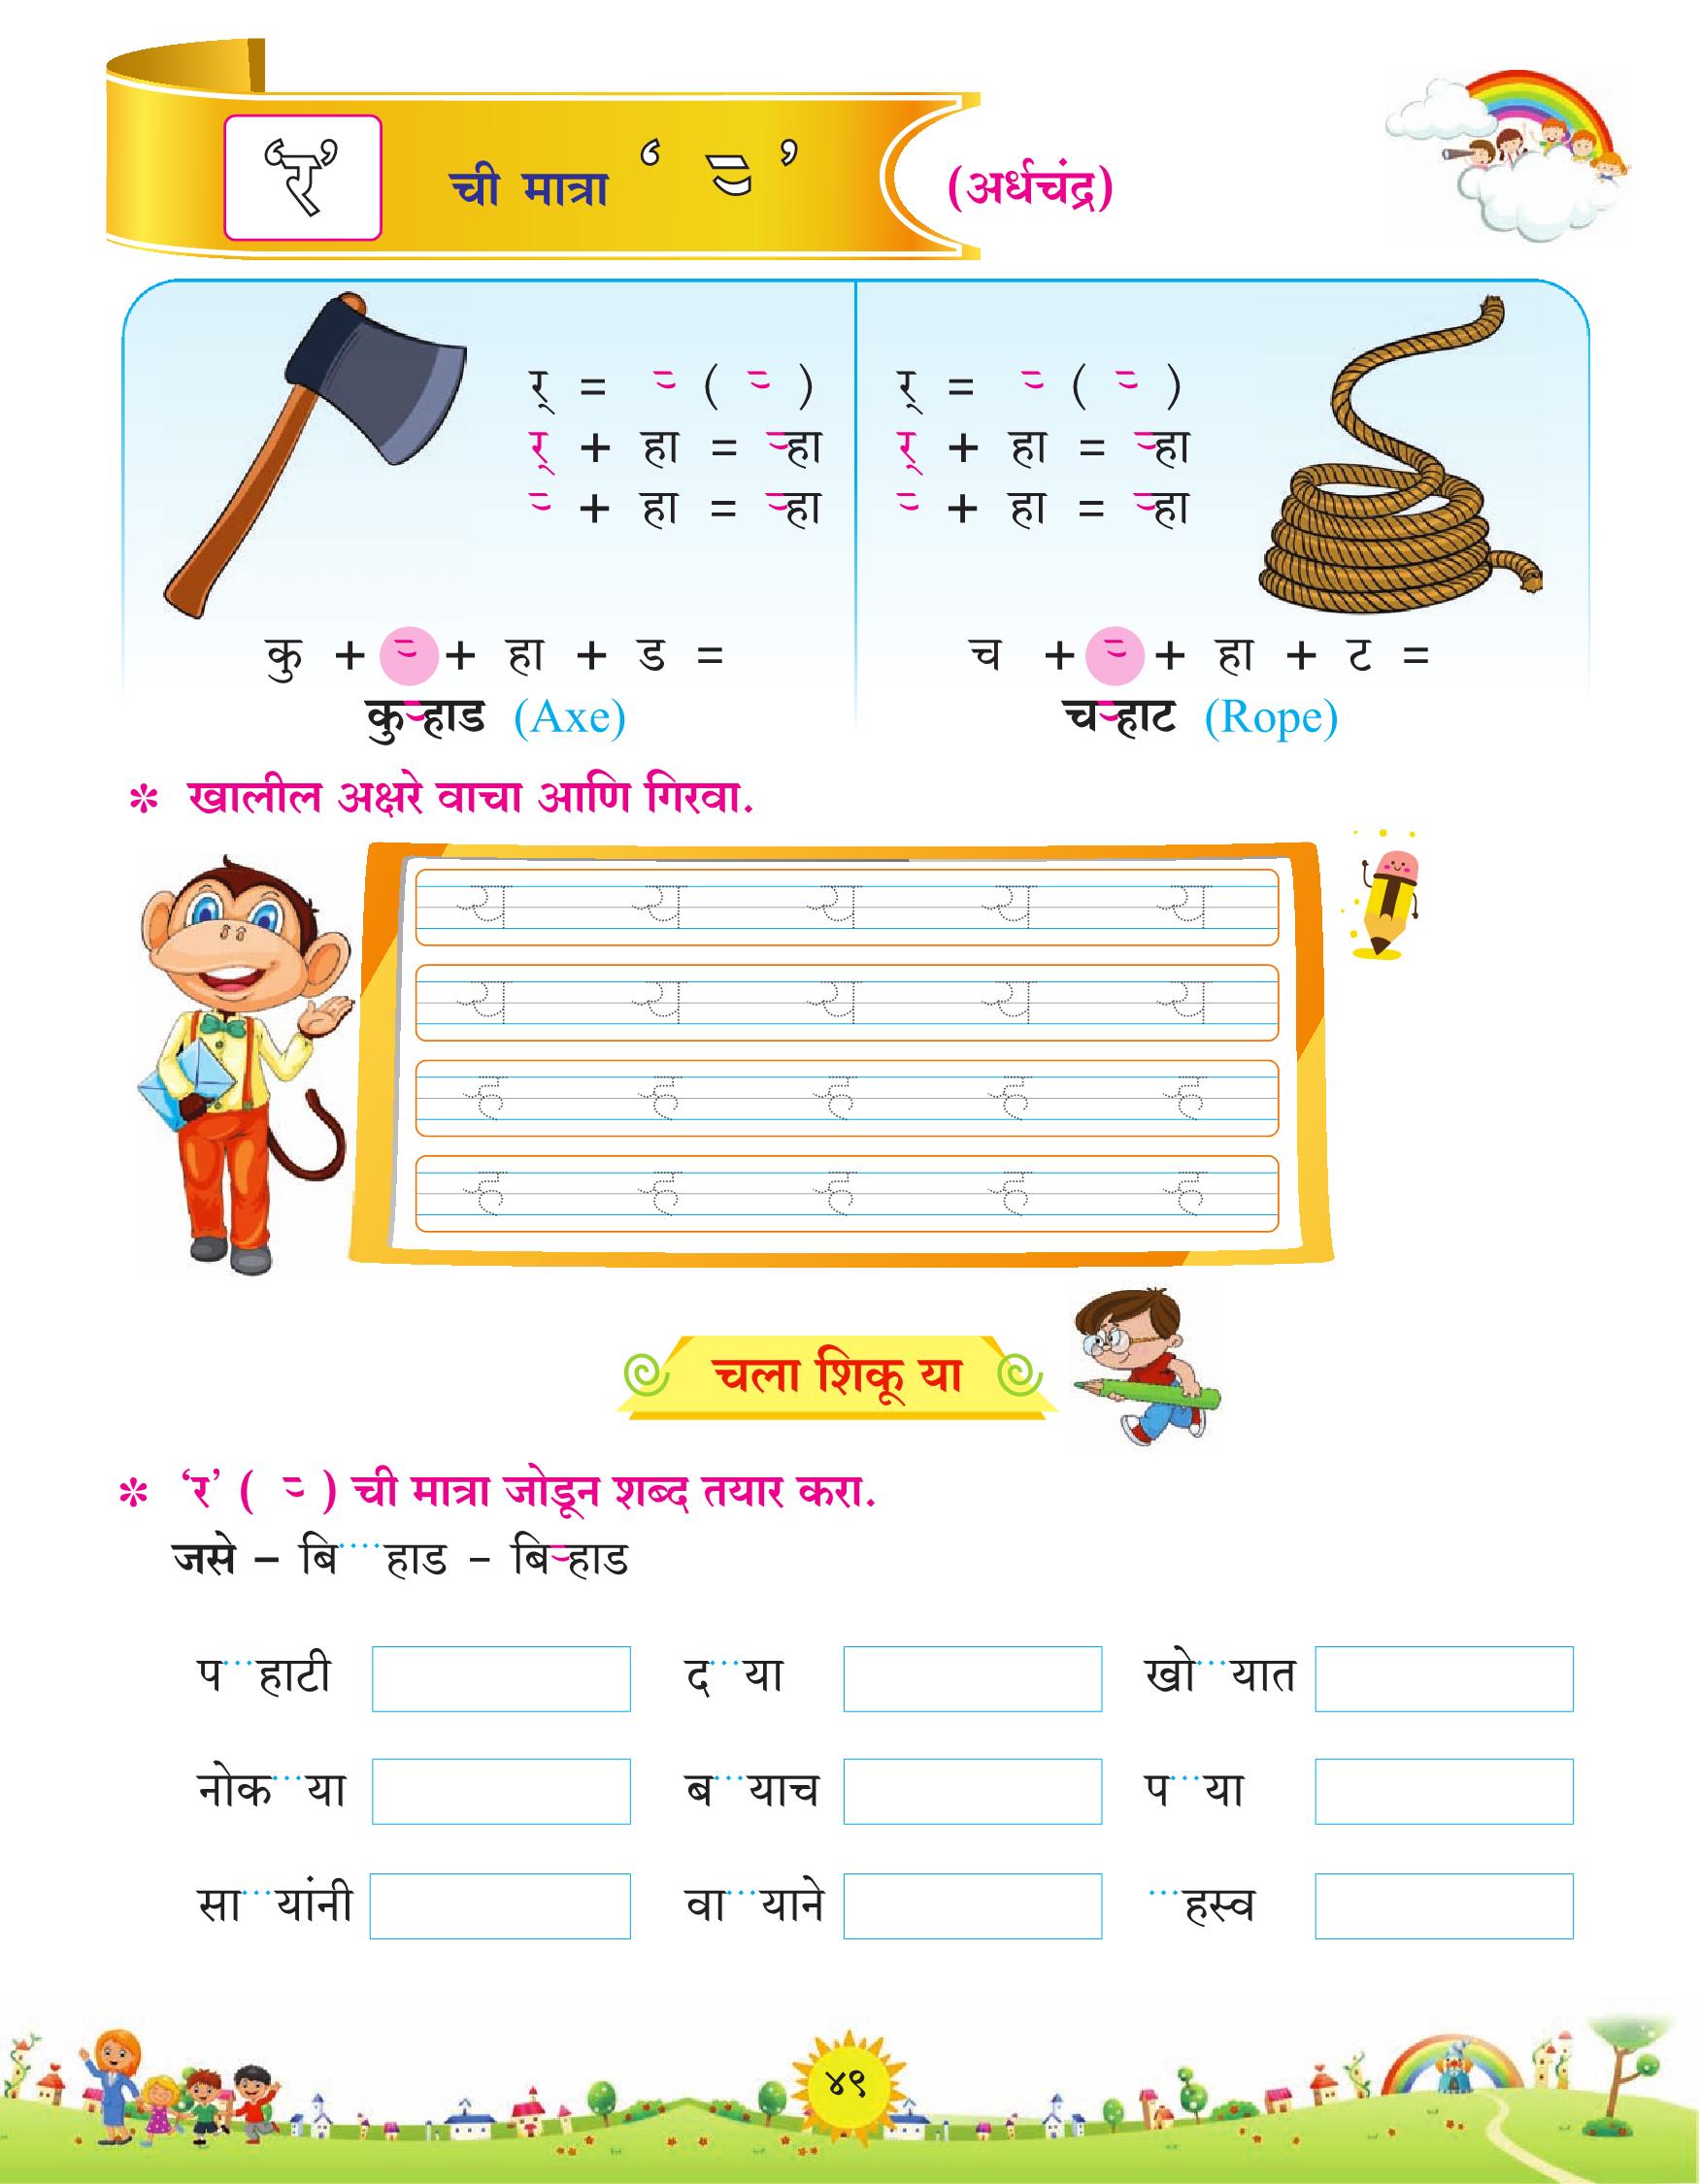 ‘र’ ची मात्रा ‘ ऱ्‍ ’ (अर्धचंद्र)
र् = ऱ्‍ ( ऱ्‍ )
र् + हा = ऱ्हा
ऱ्‍ + हा = ऱ्हा
कु + ऱ्‍ + हा + ड =
कुऱ्हाड (Axe)
र् = ऱ्‍ ( ऱ्‍ )
र् + हा = ऱ्हा
ऱ्‍ + हा = ऱ्हा
च + ऱ्‍ + हा + ट =
चऱ्हाट (Rope)
* खालील अक्षरे वाचा आणि गिरवा.
ऱ्य ऱ्य ऱ्य ऱ्य ऱ्य
ऱ्य ऱ्य ऱ्य ऱ्य ऱ्य
ऱ्ह ऱ्ह ऱ्ह ऱ्ह ऱ्ह
ऱ्ह ऱ्ह ऱ्ह ऱ्ह ऱ्ह
चला शिकू या
* ‘र’ ( ऱ्‍ ) ची मात्रा जोडून शब्द तयार करा.
जसे – बि....हाड – बिऱ्हाड
प...हाटी द...या खो...यात
नोक...या ब...याच प...या
सा...यांनी वा...याने ...हस्व
४९